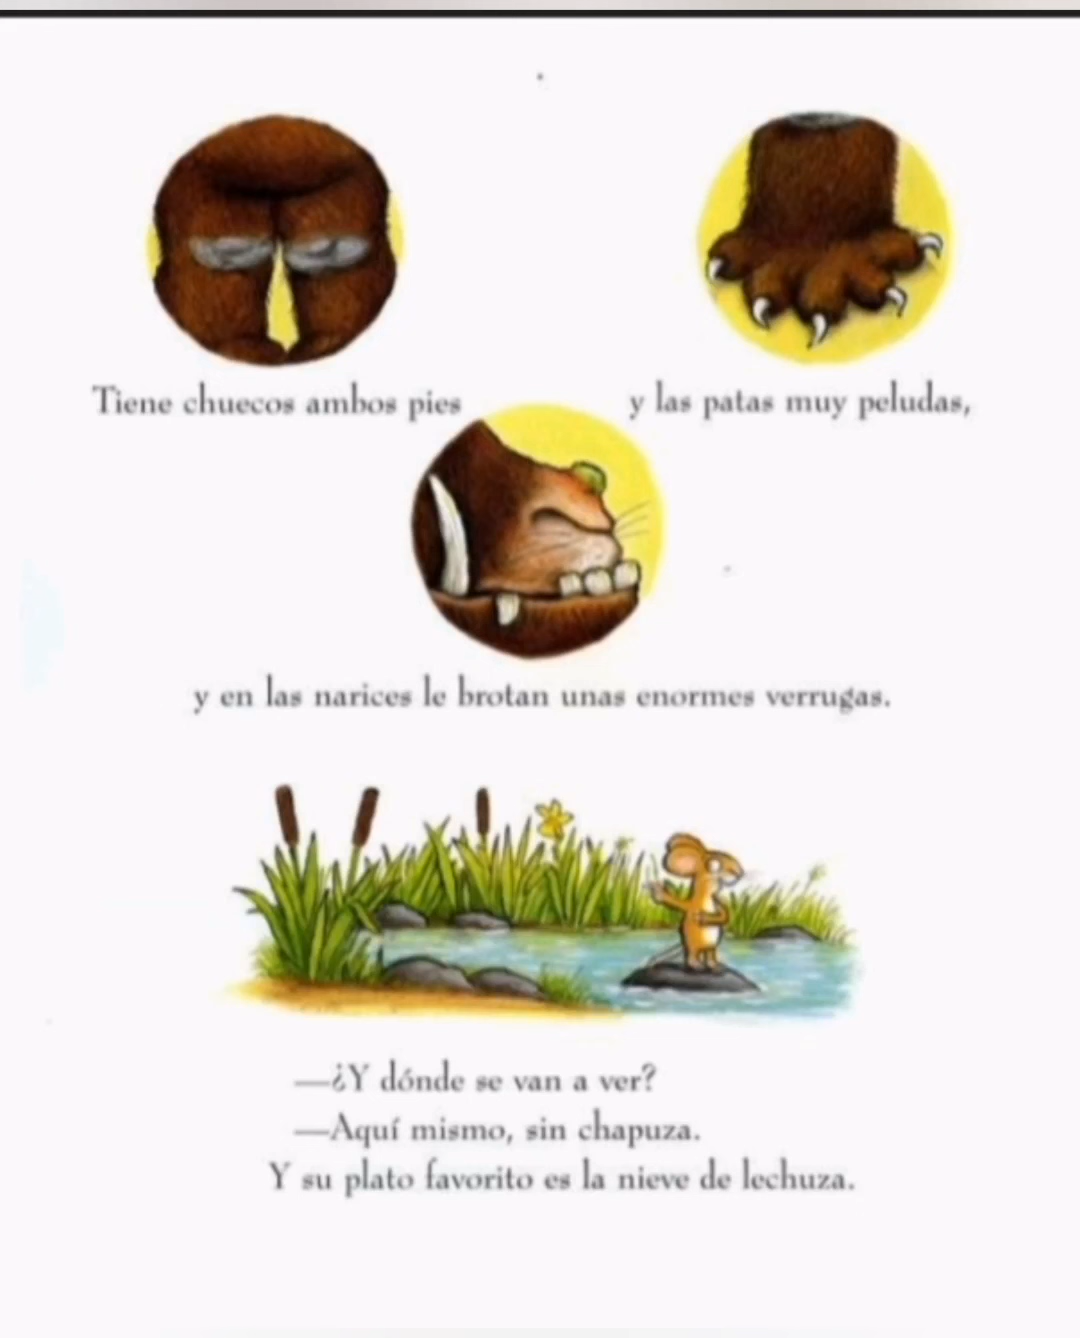 Tiene chuecos ambos pies
y las patas muy peludas,
y en las narices le brotan unas enormes verrugas.
—¿Y dónde se van a ver?
—Aquí mismo, sin chapuza.
Y su plato favorito es la nieve de lechuza.